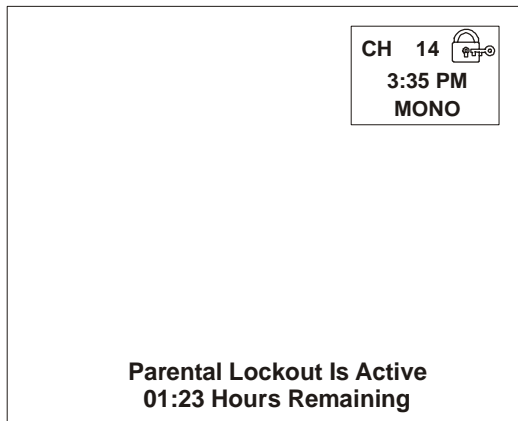 CH 14
3:35 PM
MONO
Parental Lockout Is Active
01:23 Hours Remaining